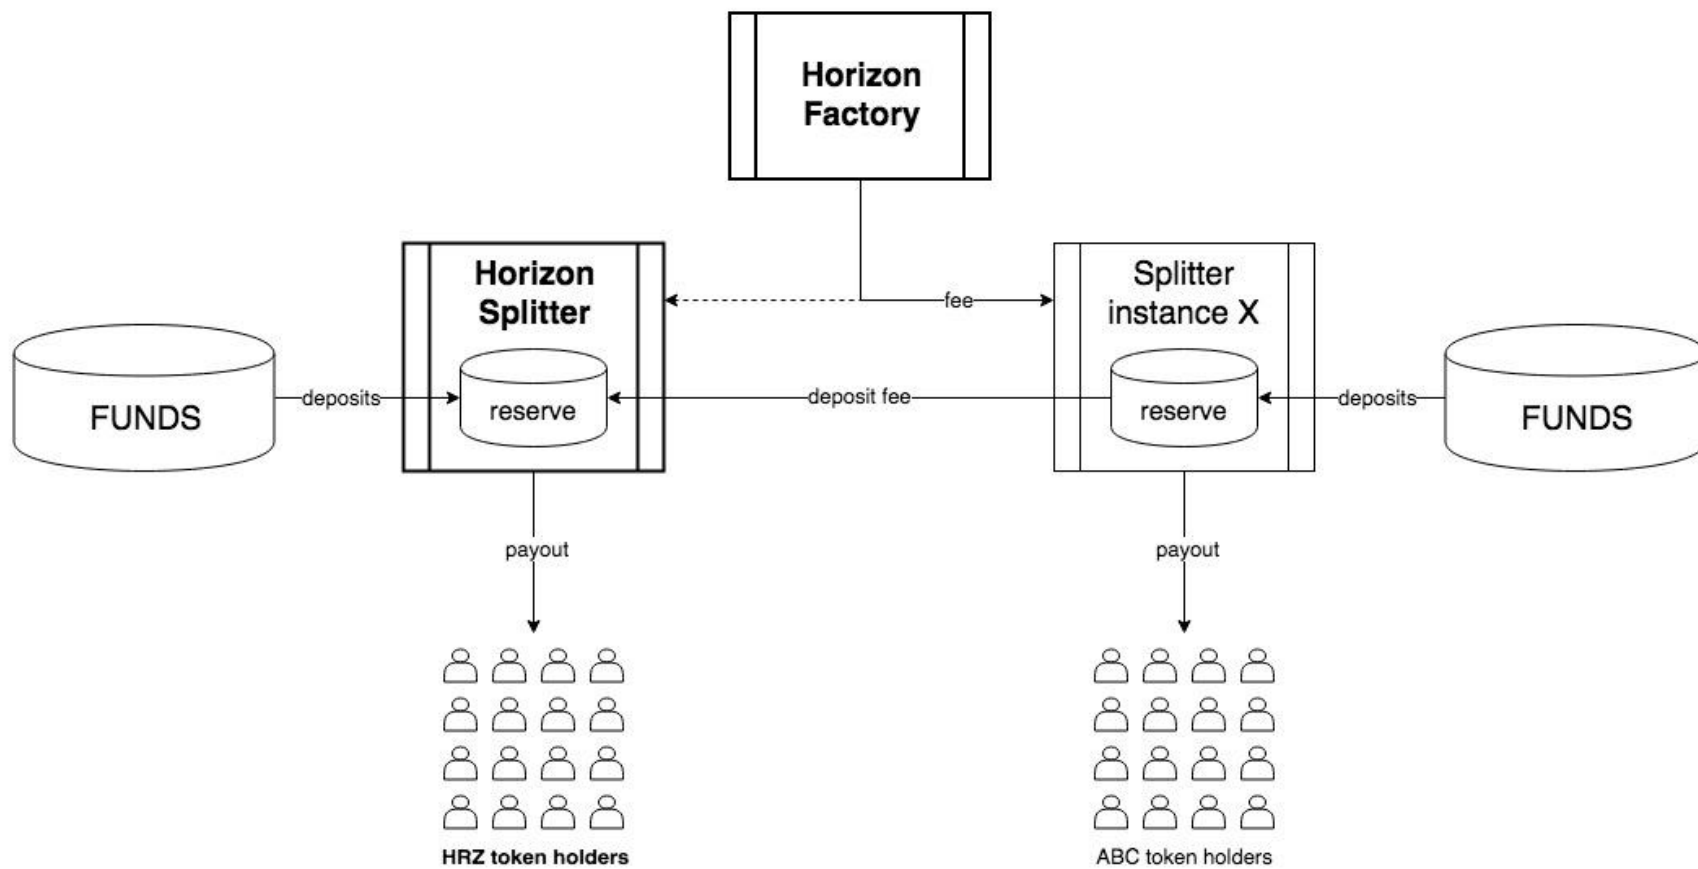 Horizon
Factory
Horizon
Splitter
Splitter
instance X
fee
FUNDS
deposits
reserve
deposit fee
reserve
deposits
FUNDS
payout
payout
HRZ token holders
ABC token holders